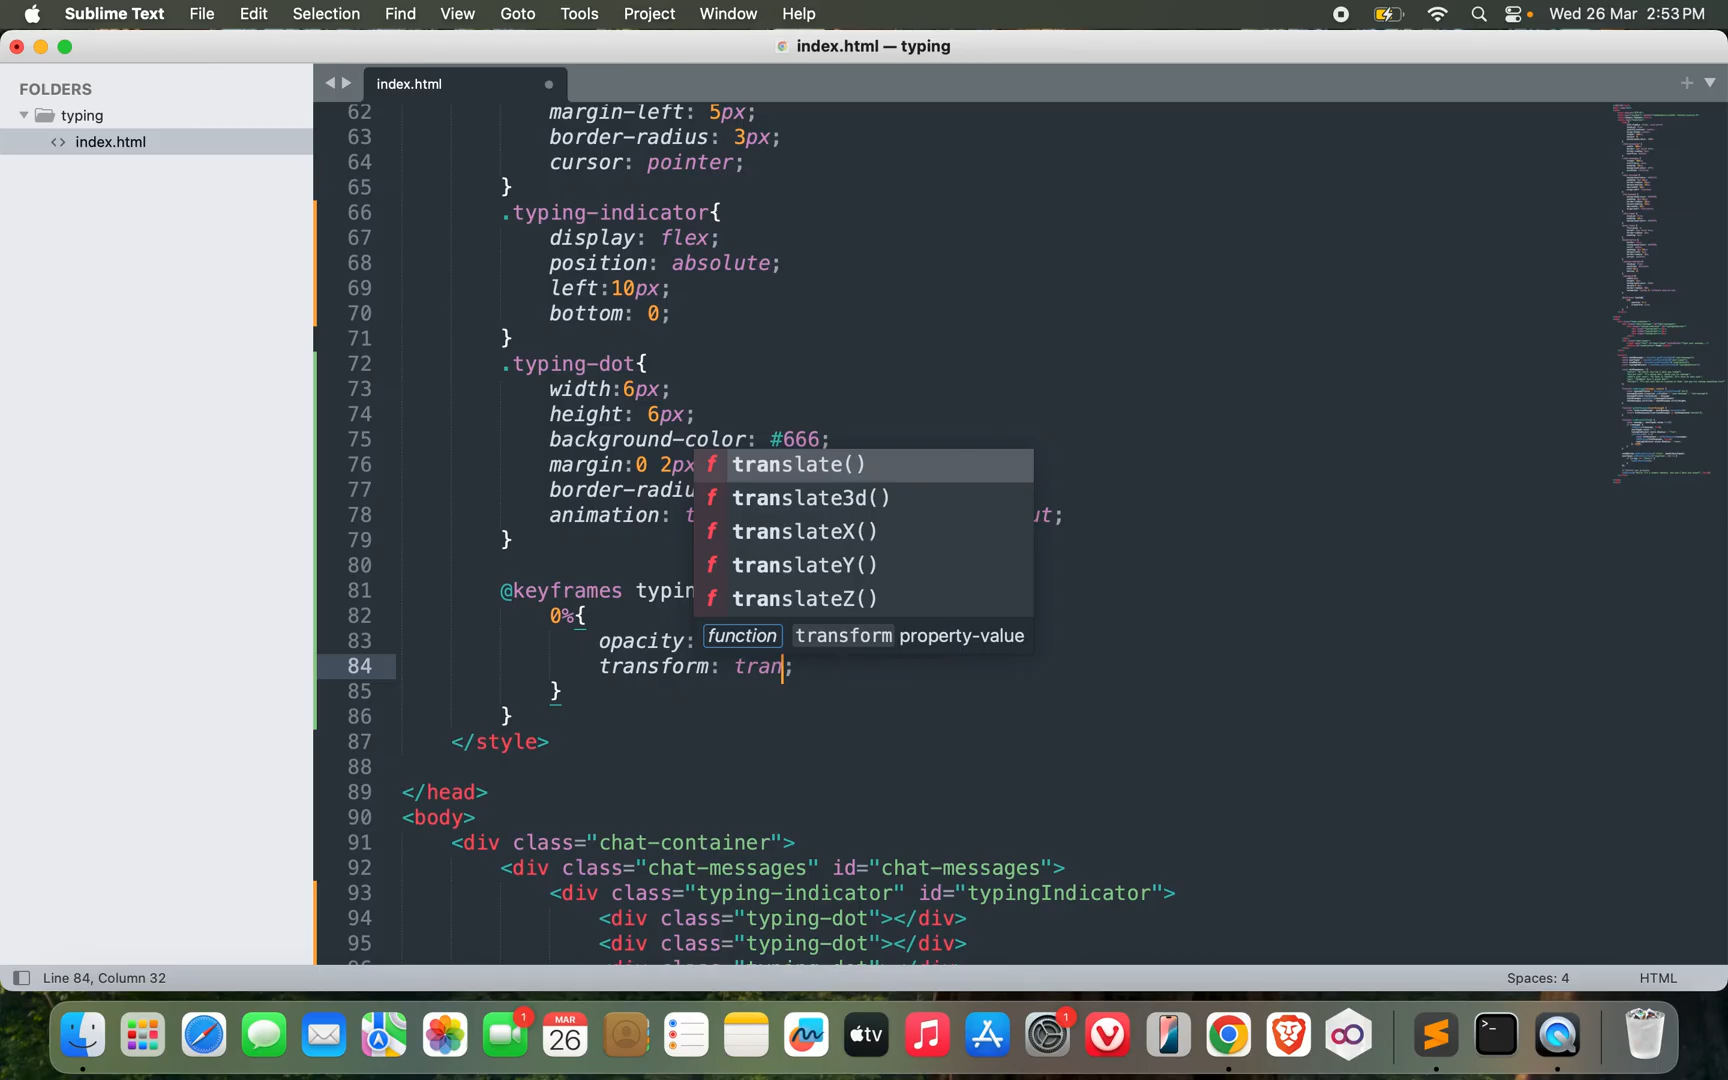 Sublime Text File Edit Selection Find View Goto Tools Project Window Help Wed 26 Mar 2:53 PM
index.html — typing
FOLDERS
typing
<> index.html
index.html
62 margin-left: 5px;
63 border-radius: 3px;
64 cursor: pointer;
65 }
66 .typing-indicator{
67 display: flex;
68 position: absolute;
69 left:10px;
70 bottom: 0;
71 }
72 .typing-dot{
73 width:6px;
74 height: 6px;
75 background-color: #666;
76 margin:0 2px
77 border-radiu
78 animation: t ut;
79 }
80
81 @keyframes typin
82 0%{
83 opacity:
84 transform: tran;
85 }
86 }
87 </style>
88
89 </head>
90 <body>
91 <div class="chat-container">
92 <div class="chat-messages" id="chat-messages">
93 <div class="typing-indicator" id="typingIndicator">
94 <div class="typing-dot"></div>
95 <div class="typing-dot"></div>
f translate()
f translate3d()
f translateX()
f translateY()
f translateZ()
function transform property-value
Line 84, Column 32 Spaces: 4 HTML
1 MAR 26 tv 1